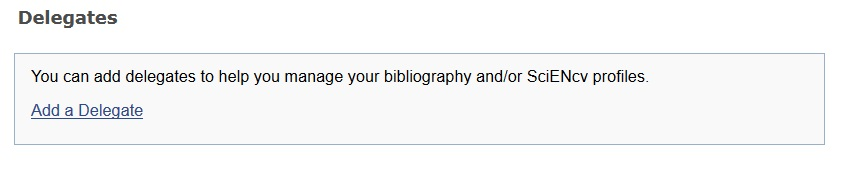 Delegates
You can add delegates to help you manage your bibliography and/or SciENcv profiles.
Add a Delegate